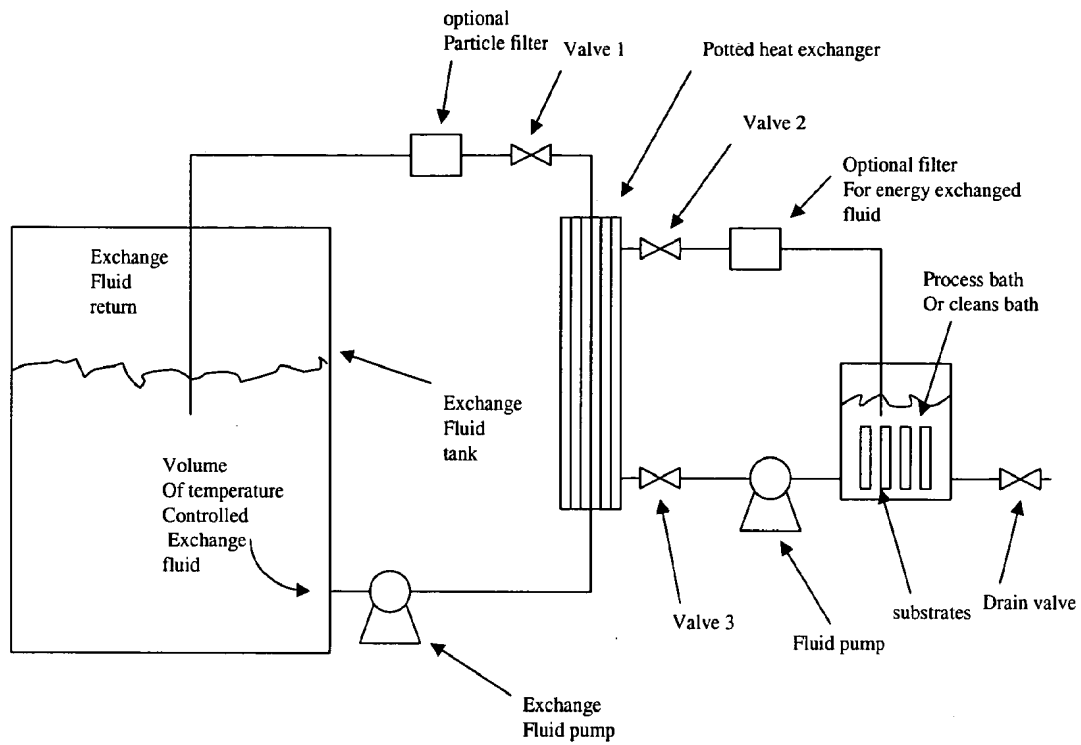 optional
Particle filter
Valve 1
Potted heat exchanger
Valve 2
Optional filter
For energy exchanged
fluid
Exchange
Fluid
return
Process bath
Or cleans bath
Exchange
Fluid
tank
Volume
Of temperature
Controlled
Exchange
fluid
Valve 3
Fluid pump
substrates
Drain valve
Exchange
Fluid pump